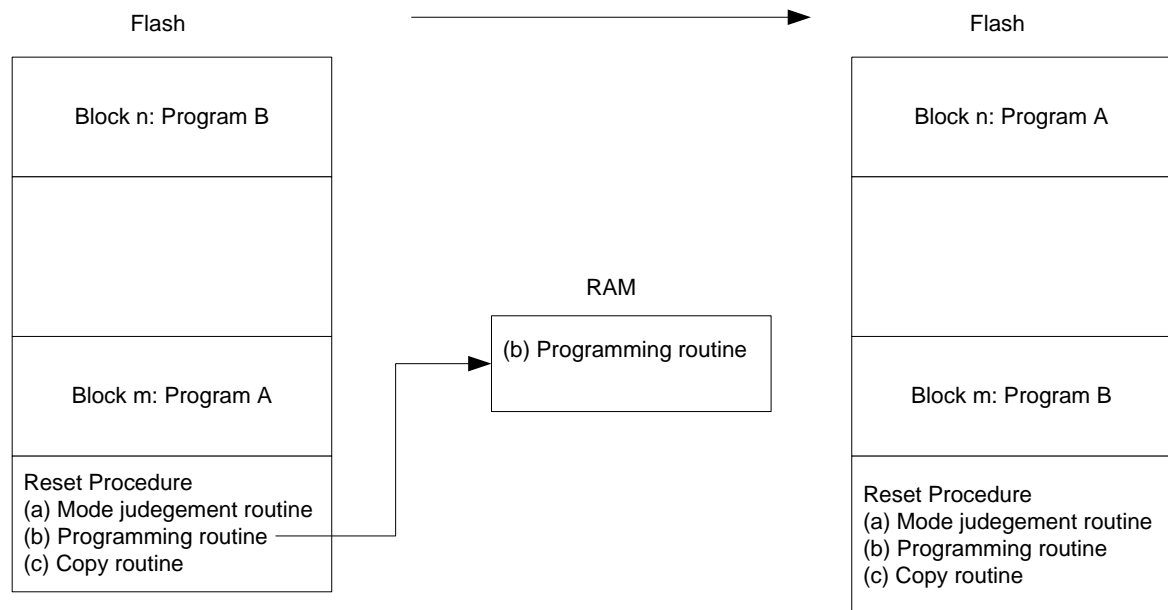 Flash
Block n: Program B
Block m: Program A
Reset Procedure
(a) Mode judegement routine
(b) Programming routine
(c) Copy routine
RAM
(b) Programming routine
Flash
Block n: Program A
Block m: Program B
Reset Procedure
(a) Mode judegement routine
(b) Programming routine
(c) Copy routine